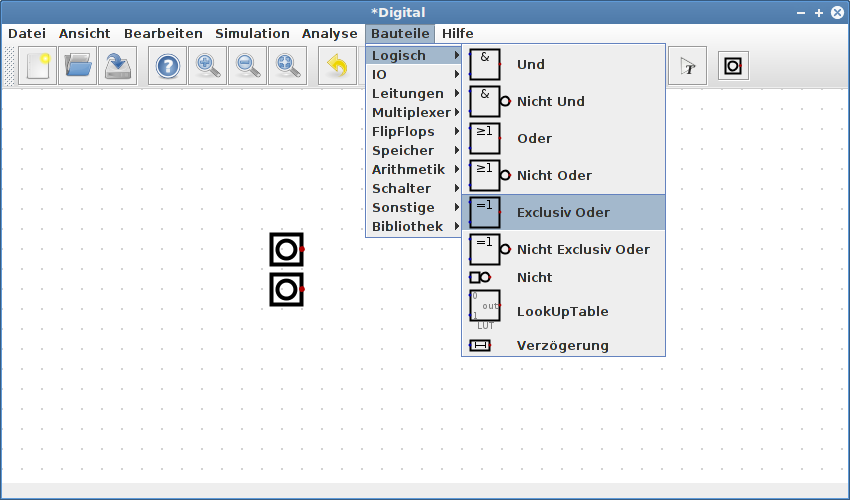 *Digital
Datei Ansicht Bearbeiten Simulation Analyse Bauteile Hilfe
?
T
Logisch
IO
Leitungen
Multiplexer
FlipFlops
Speicher
Arithmetik
Schalter
Sonstige
Bibliothek
& Und
& Nicht Und
≥1 Oder
≥1 Nicht Oder
=1 Exclusiv Oder
=1 Nicht Exclusiv Oder
Nicht
0
out
1
LUT
LookUpTable
Verzögerung